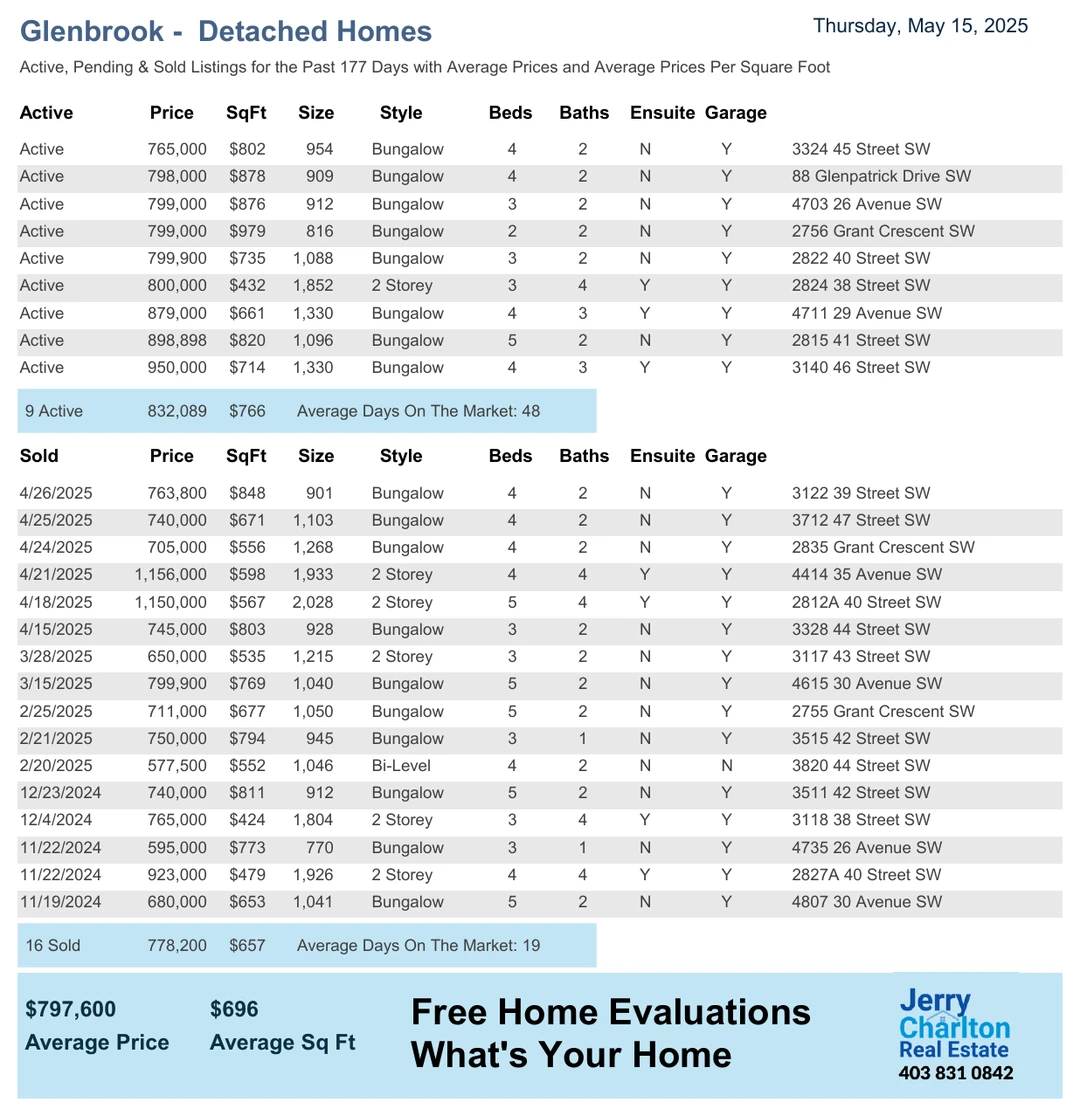 Glenbrook - Detached Homes
Thursday, May 15, 2025
Active, Pending & Sold Listings for the Past 177 Days with Average Prices and Average Prices Per Square Foot
Active Price SqFt Size Style Beds Baths Ensuite Garage
Active 765,000 $802 954 Bungalow 4 2 N Y 3324 45 Street SW
Active 798,000 $878 909 Bungalow 4 2 N Y 88 Glenpatrick Drive SW
Active 799,000 $876 912 Bungalow 3 2 N Y 4703 26 Avenue SW
Active 799,000 $979 816 Bungalow 2 2 N Y 2756 Grant Crescent SW
Active 799,900 $735 1,088 Bungalow 3 2 N Y 2822 40 Street SW
Active 800,000 $432 1,852 2 Storey 3 4 Y Y 2824 38 Street SW
Active 879,000 $661 1,330 Bungalow 4 3 Y Y 4711 29 Avenue SW
Active 898,898 $820 1,096 Bungalow 5 2 N Y 2815 41 Street SW
Active 950,000 $714 1,330 Bungalow 4 3 Y Y 3140 46 Street SW
9 Active 832,089 $766 Average Days On The Market: 48
Sold Price SqFt Size Style Beds Baths Ensuite Garage
4/26/2025 763,800 $848 901 Bungalow 4 2 N Y 3122 39 Street SW
4/25/2025 740,000 $671 1,103 Bungalow 4 2 N Y 3712 47 Street SW
4/24/2025 705,000 $556 1,268 Bungalow 4 2 N Y 2835 Grant Crescent SW
4/21/2025 1,156,000 $598 1,933 2 Storey 4 4 Y Y 4414 35 Avenue SW
4/18/2025 1,150,000 $567 2,028 2 Storey 5 4 Y Y 2812A 40 Street SW
4/15/2025 745,000 $803 928 Bungalow 3 2 N Y 3328 44 Street SW
3/28/2025 650,000 $535 1,215 2 Storey 3 2 N Y 3117 43 Street SW
3/15/2025 799,900 $769 1,040 Bungalow 5 2 N Y 4615 30 Avenue SW
2/25/2025 711,000 $677 1,050 Bungalow 5 2 N Y 2755 Grant Crescent SW
2/21/2025 750,000 $794 945 Bungalow 3 1 N Y 3515 42 Street SW
2/20/2025 577,500 $552 1,046 Bi-Level 4 2 N N 3820 44 Street SW
12/23/2024 740,000 $811 912 Bungalow 5 2 N Y 3511 42 Street SW
12/4/2024 765,000 $424 1,804 2 Storey 3 4 Y Y 3118 38 Street SW
11/22/2024 595,000 $773 770 Bungalow 3 1 N Y 4735 26 Avenue SW
11/22/2024 923,000 $479 1,926 2 Storey 4 4 Y Y 2827A 40 Street SW
11/19/2024 680,000 $653 1,041 Bungalow 5 2 N Y 4807 30 Avenue SW
16 Sold 778,200 $657 Average Days On The Market: 19
$797,600 $696
Average Price Average Sq Ft
Free Home Evaluations
What's Your Home
Jerry
Charlton
Real Estate
403 831 0842